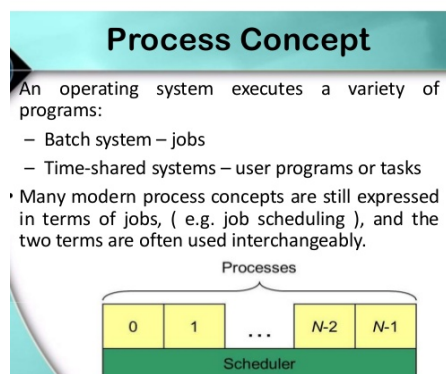 Process Concept
An operating system executes a variety of
programs:
– Batch system – jobs
– Time-shared systems – user programs or tasks
• Many modern process concepts are still expressed
in terms of jobs, ( e.g. job scheduling ), and the
two terms are often used interchangeably.
Processes
0 1 ... N-2 N-1
Scheduler